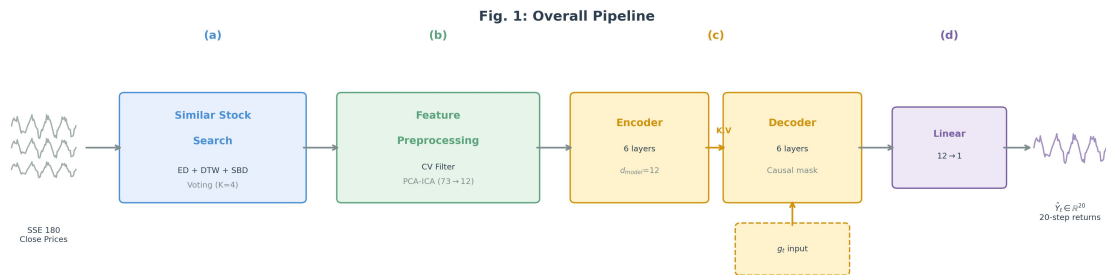 Fig. 1: Overall Pipeline
(a)
(b)
(c)
(d)
SSE 180
Close Prices
Similar Stock
Search
ED + DTW + SBD
Voting (K=4)
Feature
Preprocessing
CV Filter
PCA-ICA (73→12)
Encoder
6 layers
d_model=12
K,V
Decoder
6 layers
Causal mask
g_t input
Linear
12→1
Ŷ_t ∈ ℝ^20
20-step returns